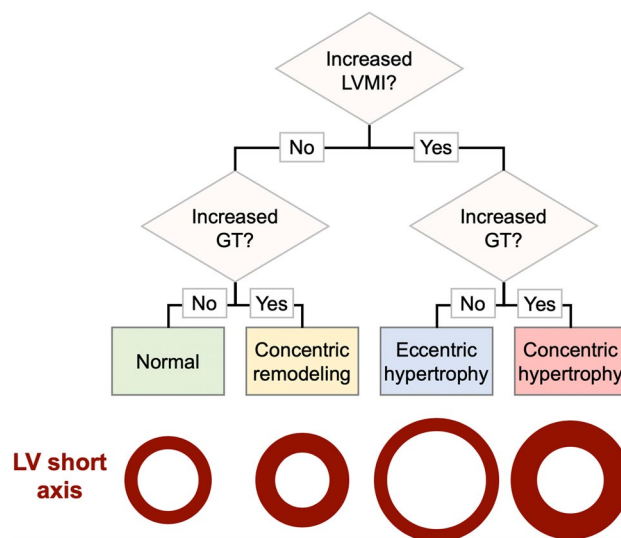 Increased
LVMI?
No
Yes
Increased
GT?
Increased
GT?
No
Yes
No
Yes
Normal
Concentric
remodeling
Eccentric
hypertrophy
Concentric
hypertrophy
LV short
axis